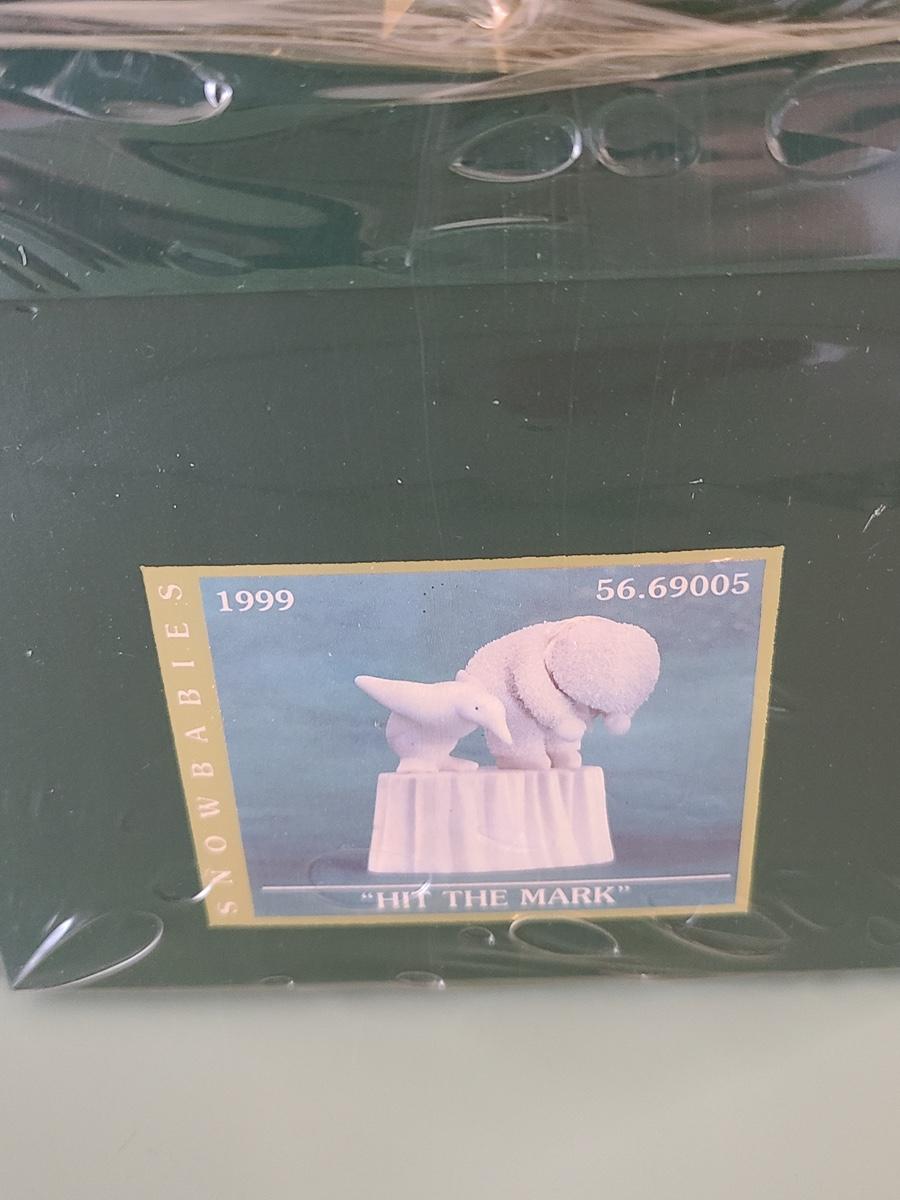 SNOWBABIES
1999
56.69005
“HIT THE MARK”